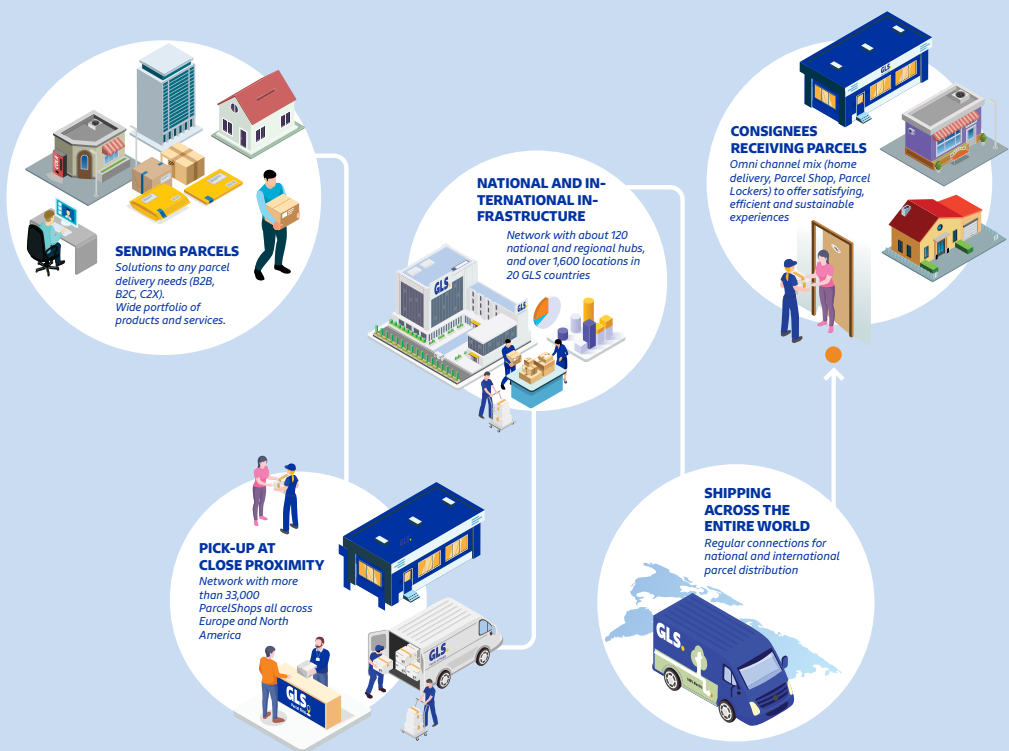 SENDING PARCELS
Solutions to any parcel
delivery needs (B2B,
B2C, C2X).
Wide portfolio of
products and services.
PICK-UP AT
CLOSE PROXIMITY
Network with more
than 33,000
ParcelShops all across
Europe and North
America
GLS
GLS
NATIONAL AND IN-
TERNATIONAL IN-
FRASTRUCTURE
Network with about 120
national and regional hubs,
and over 1,600 locations in
20 GLS countries
GLS
GLS
SHIPPING
ACROSS THE
ENTIRE WORLD
Regular connections for
national and international
parcel distribution
GLS
CONSIGNEES
RECEIVING PARCELS
Omni channel mix (home
delivery, Parcel Shop, Parcel
Lockers) to offer satisfying,
efficient and sustainable
experiences
GLS